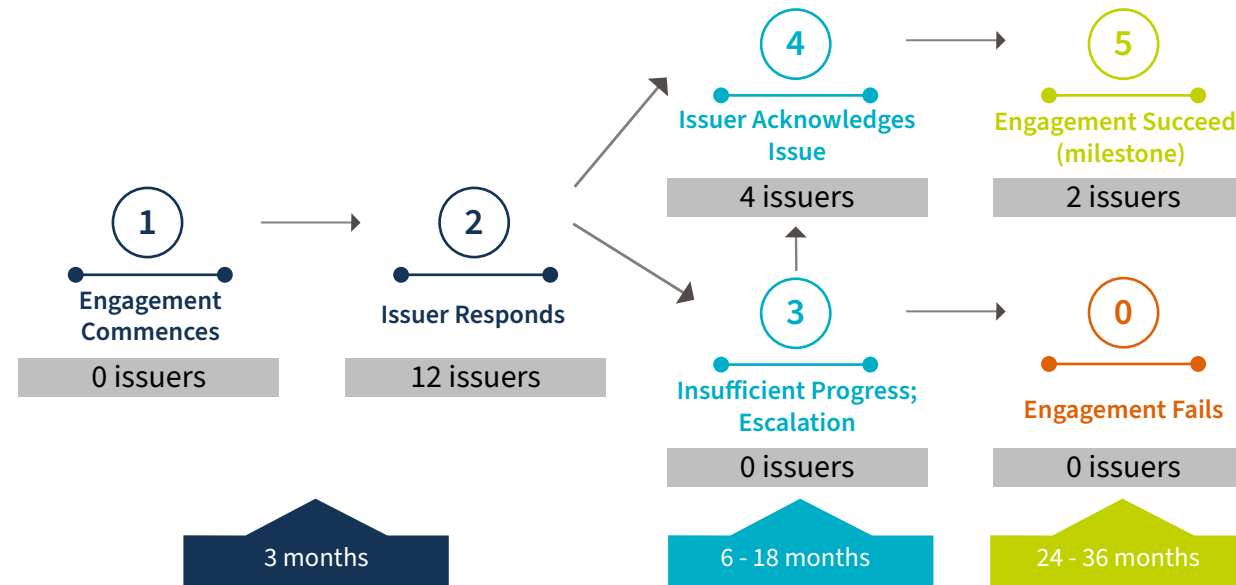 1
Engagement
Commences
0 issuers
2
Issuer Responds
12 issuers
4
Issuer Acknowledges
Issue
4 issuers
5
Engagement Succeed
(milestone)
2 issuers
3
Insufficient Progress;
Escalation
0 issuers
0
Engagement Fails
0 issuers
3 months
6 - 18 months
24 - 36 months